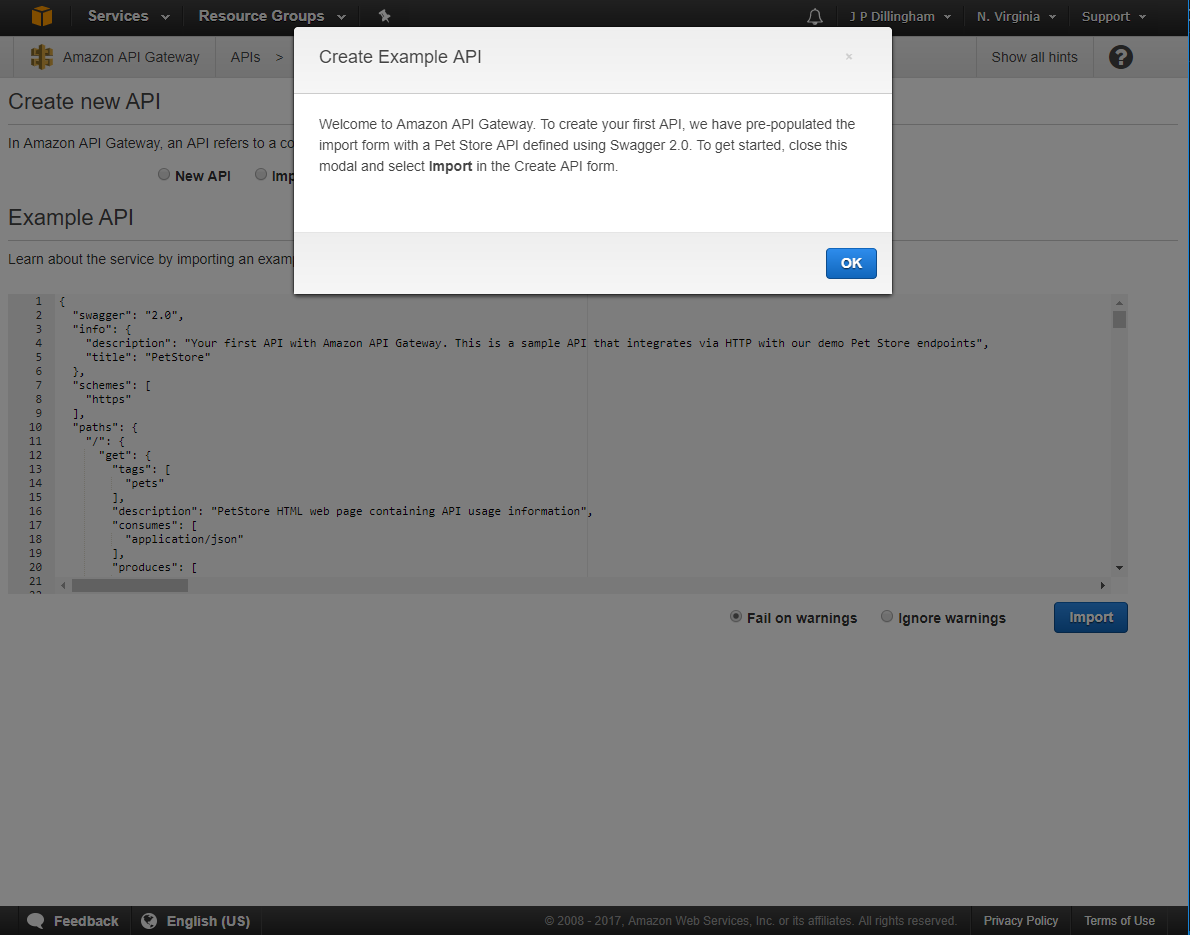 Services Resource Groups J P Dillingham N. Virginia Support
Amazon API Gateway APIs > Show all hints ?
Create Example API ×
Welcome to Amazon API Gateway. To create your first API, we have pre-populated the
import form with a Pet Store API defined using Swagger 2.0. To get started, close this
modal and select Import in the Create API form.
OK
Create new API
In Amazon API Gateway, an API refers to a co
New API Imp
Example API
Learn about the service by importing an exam
1 {
2 "swagger": "2.0",
3 "info": {
4 "description": "Your first API with Amazon API Gateway. This is a sample API that integrates via HTTP with our demo Pet Store endpoints",
5 "title": "PetStore"
6 },
7 "schemes": [
8 "https"
9 ],
10 "paths": {
11 "/": {
12 "get": {
13 "tags": [
14 "pets"
15 ],
16 "description": "PetStore HTML web page containing API usage information",
17 "consumes": [
18 "application/json"
19 ],
20 "produces": [
21
Fail on warnings Ignore warnings Import
Feedback English (US) © 2008 - 2017, Amazon Web Services, Inc. or its affiliates. All rights reserved. Privacy Policy Terms of Use